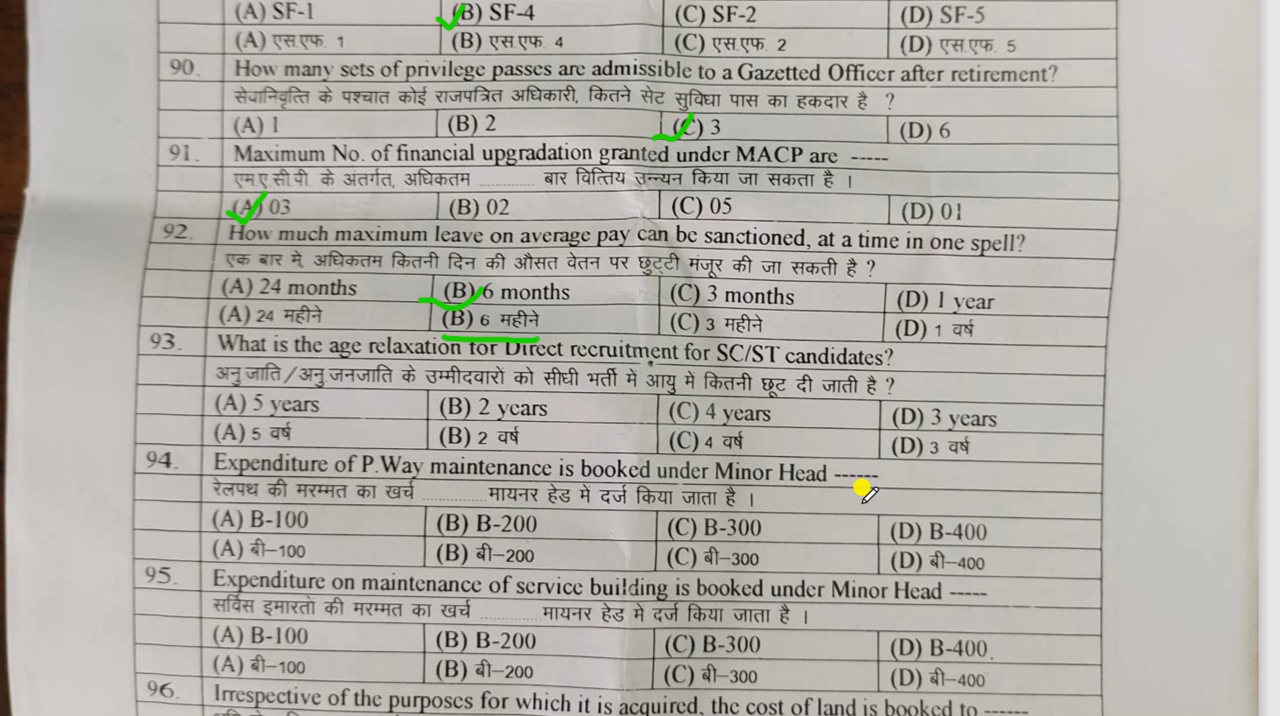 (A) SF-1 (B) SF-4 (C) SF-2 (D) SF-5
(A) एस.एफ. 1 (B) एस.एफ. 4 (C) एस.एफ. 2 (D) एस.एफ. 5
90. How many sets of privilege passes are admissible to a Gazetted Officer after retirement?
सेवानिवृत्ति के पश्चात कोई राजपत्रित अधिकारी, कितने सेट सुविधा पास का हकदार है ?
(A) 1 (B) 2 (C) 3 (D) 6
91. Maximum No. of financial upgradation granted under MACP are -----
एम ए सी पी के अंतर्गत, अधिकतम ............... बार वित्तिय उन्न्यन किया जा सकता है ।
(A) 03 (B) 02 (C) 05 (D) 01
92. How much maximum leave on average pay can be sanctioned, at a time in one spell?
एक बार मे, अधिकतम कितनी दिन की औसत वेतन पर छुट्टी मंजूर की जा सकती है ?
(A) 24 months (B) 6 months (C) 3 months (D) 1 year
(A) 24 महीने (B) 6 महीने (C) 3 महीने (D) 1 वर्ष
93. What is the age relaxation for Direct recruitment for SC/ST candidates?
अनु जाति/अनु जनजाति के उम्मीदवारों को सीधी भर्ती मे आयु में कितनी छूट दी जाती है ?
(A) 5 years (B) 2 years (C) 4 years (D) 3 years
(A) 5 वर्ष (B) 2 वर्ष (C) 4 वर्ष (D) 3 वर्ष
94. Expenditure of P.Way maintenance is booked under Minor Head ------
रेलपथ की मरम्मत का खर्च ................ मायनर हेड में दर्ज किया जाता है ।
(A) B-100 (B) B-200 (C) B-300 (D) B-400
(A) बी–100 (B) बी–200 (C) बी–300 (D) बी–400
95. Expenditure on maintenance of service building is booked under Minor Head -----
सर्विस इमारतों की मरम्मत का खर्च ................ मायनर हेड मे दर्ज किया जाता है ।
(A) B-100 (B) B-200 (C) B-300 (D) B-400.
(A) बी–100 (B) बी–200 (C) बी–300 (D) बी–400
96. Irrespective of the purposes for which it is acquired, the cost of land is booked to ------